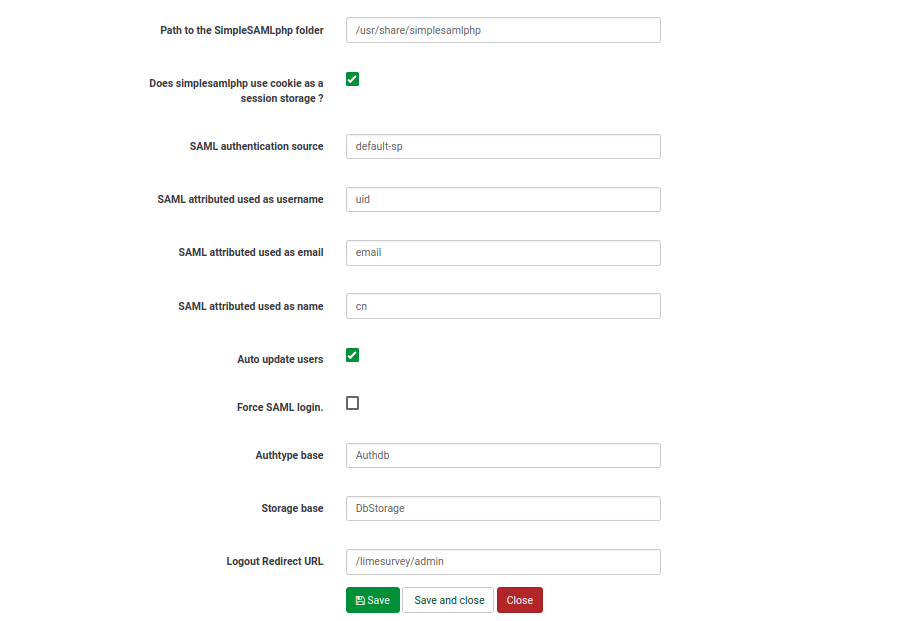 Path to the SimpleSAMLphp folder
/usr/share/simplesamlphp
Does simplesamlphp use cookie as a
session storage ?
SAML authentication source
default-sp
SAML attributed used as username
uid
SAML attributed used as email
email
SAML attributed used as name
cn
Auto update users
Force SAML login.
Authtype base
Authdb
Storage base
DbStorage
Logout Redirect URL
/limesurvey/admin
Save
Save and close
Close